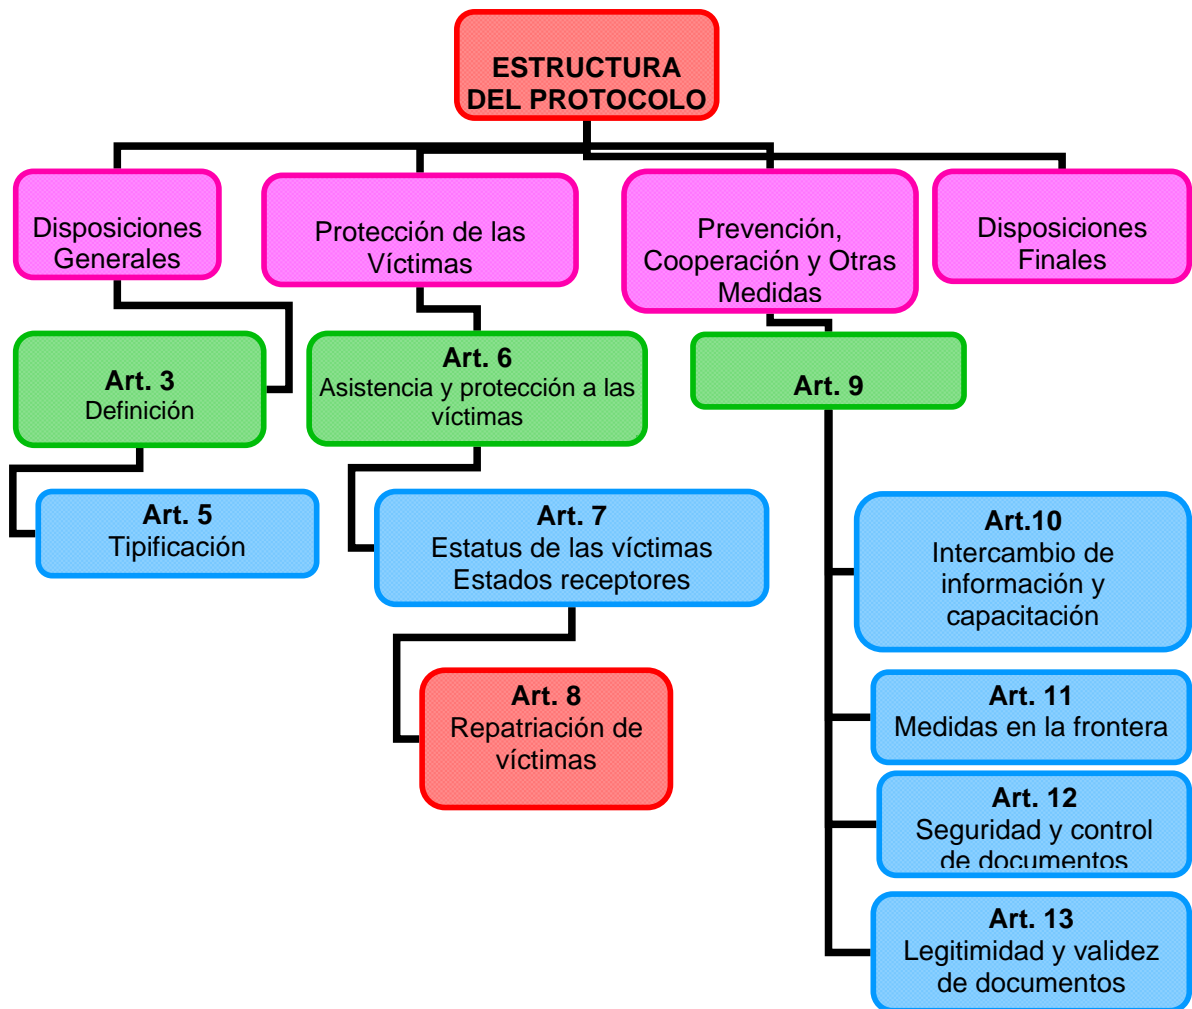 ESTRUCTURA
DEL PROTOCOLO
Disposiciones
Generales
Protección de las
Víctimas
Prevención,
Cooperación y Otras
Medidas
Disposiciones
Finales
Art. 3
Definición
Art. 6
Asistencia y protección a las
víctimas
Art. 9
Art. 5
Tipificación
Art. 7
Estatus de las víctimas
Estados receptores
Art.10
Intercambio de
información y
capacitación
Art. 8
Repatriación de
víctimas
Art. 11
Medidas en la frontera
Art. 12
Seguridad y control
de documentos
Art. 13
Legitimidad y validez
de documentos